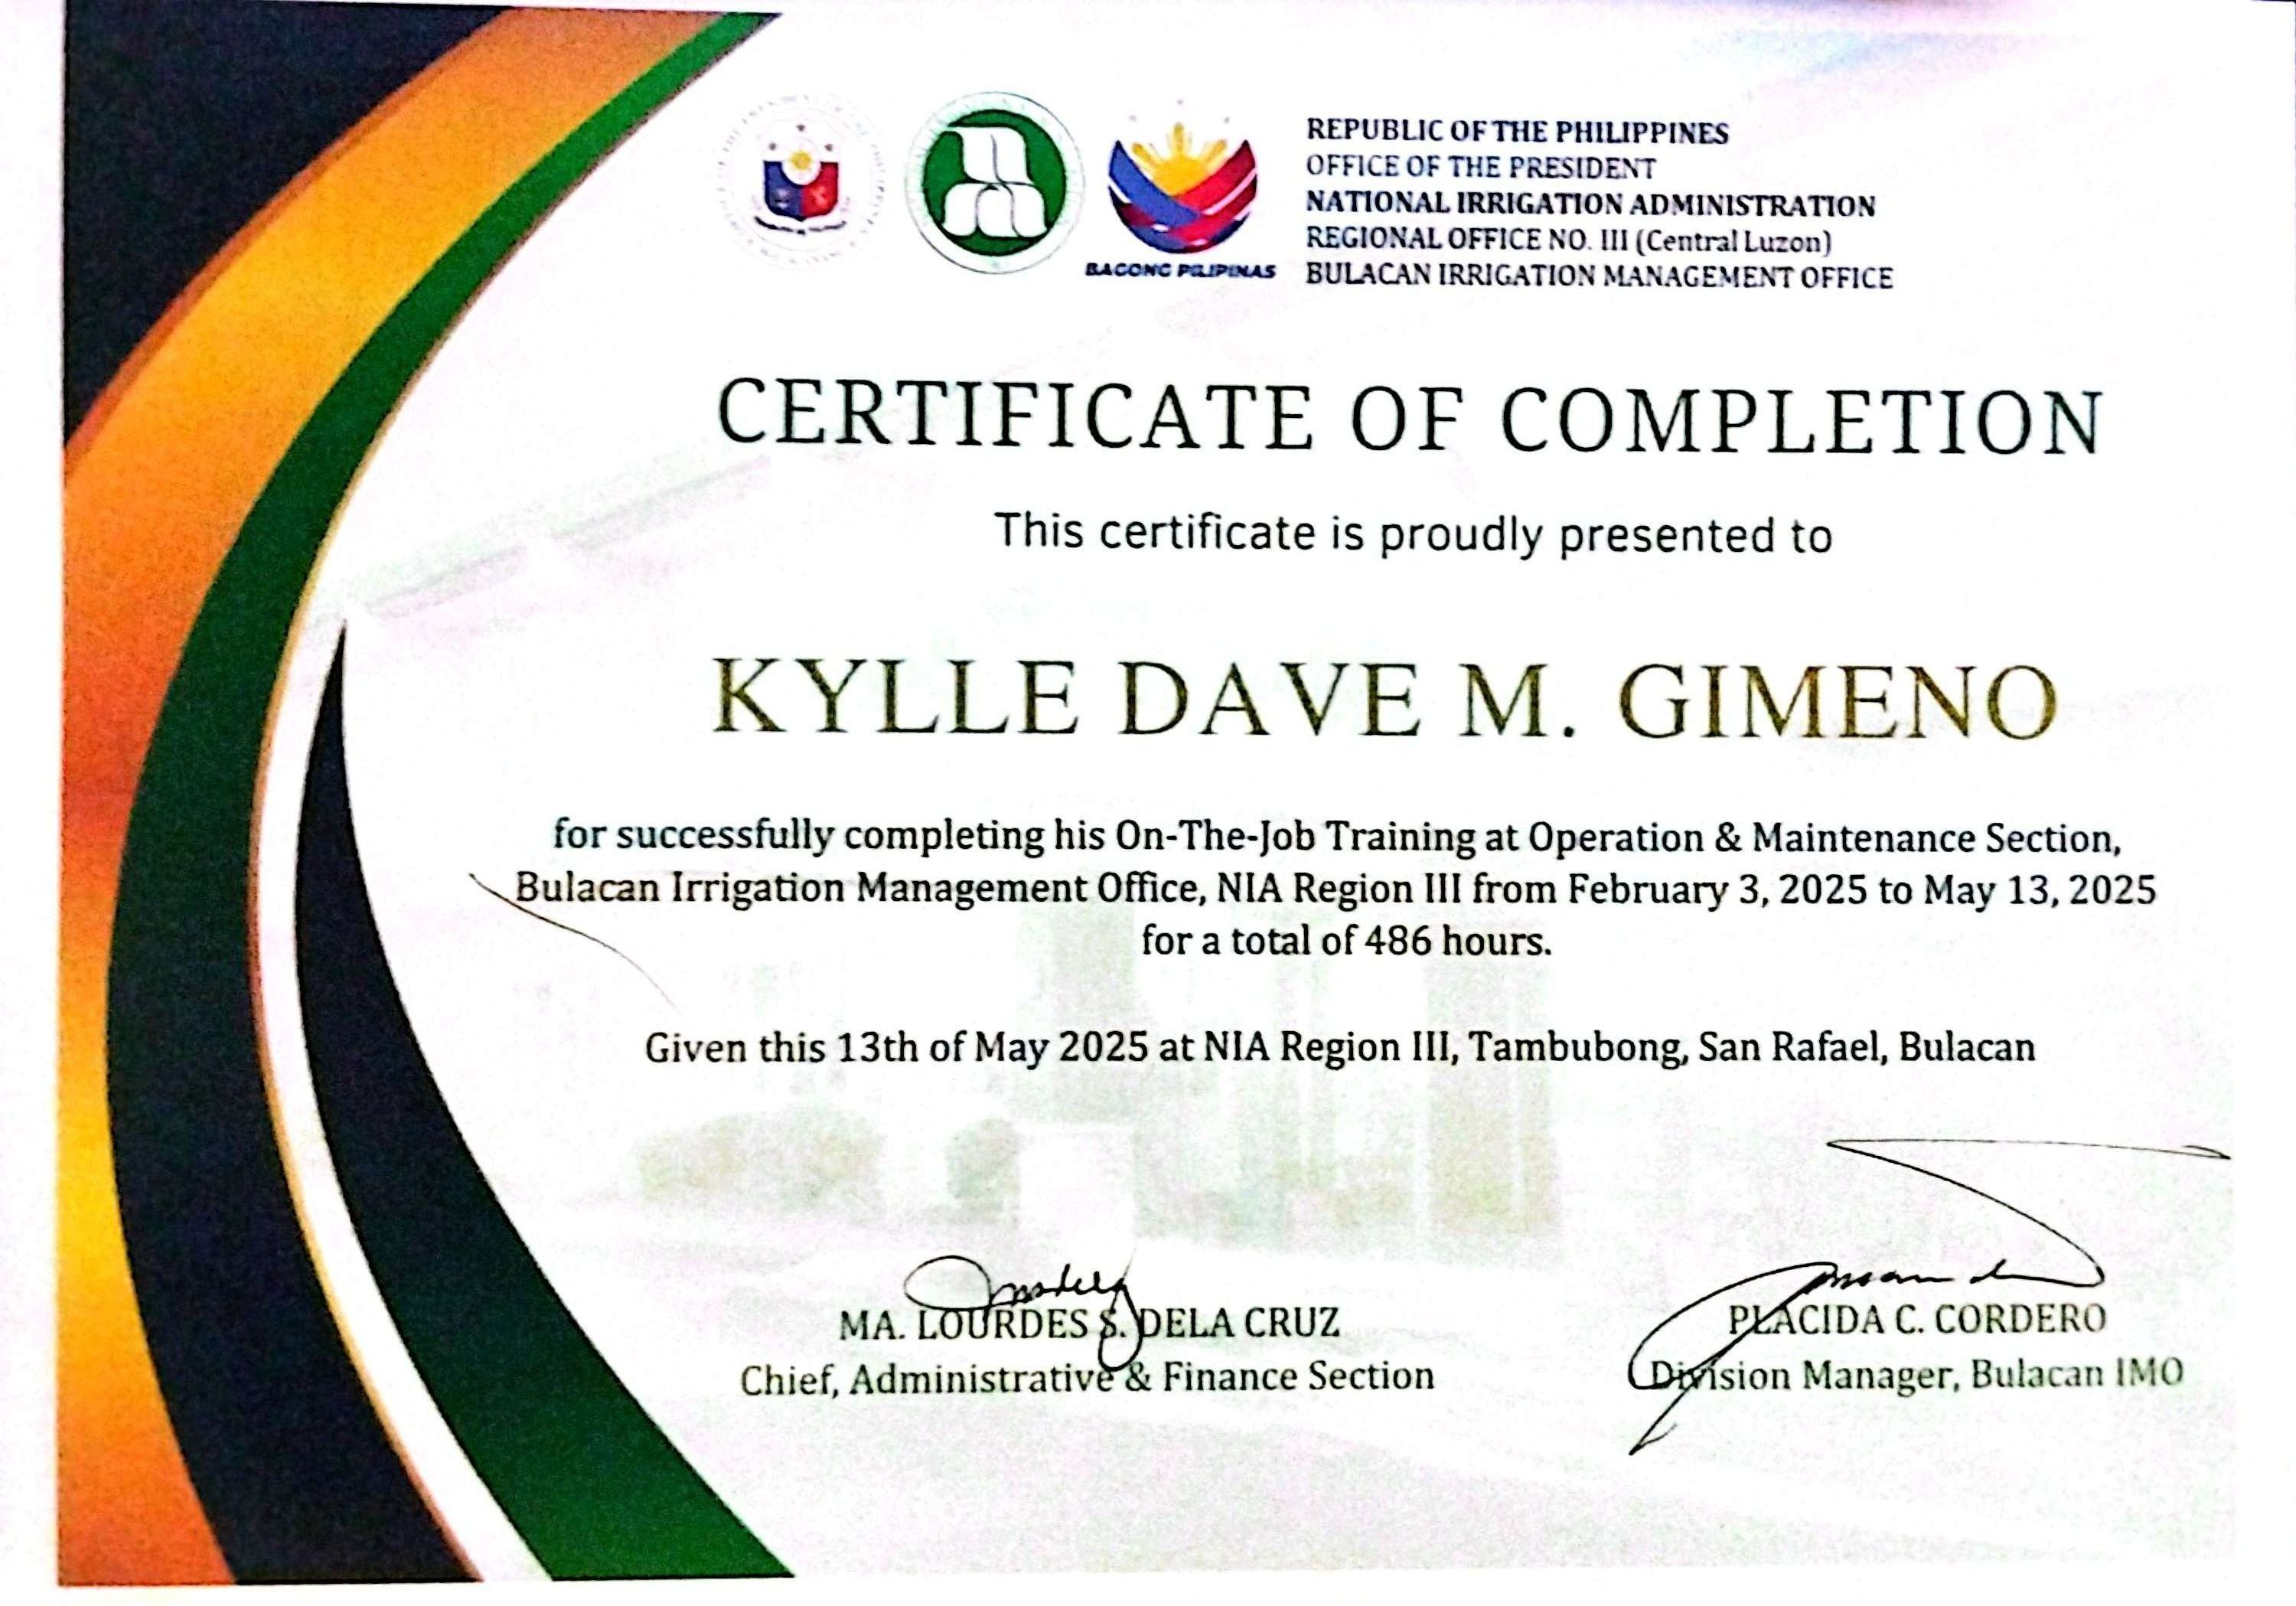 REPUBLIC OF THE PHILIPPINES
OFFICE OF THE PRESIDENT
NATIONAL IRRIGATION ADMINISTRATION
REGIONAL OFFICE NO. III (Central Luzon)
BULACAN IRRIGATION MANAGEMENT OFFICE
BAGONG PILIPINAS
CERTIFICATE OF COMPLETION
This certificate is proudly presented to
KYLLE DAVE M. GIMENO
for successfully completing his On-The-Job Training at Operation & Maintenance Section,
Bulacan Irrigation Management Office, NIA Region III from February 3, 2025 to May 13, 2025
for a total of 486 hours.
Given this 13th of May 2025 at NIA Region III, Tambubong, San Rafael, Bulacan
MA. LOURDES S. DELA CRUZ
Chief, Administrative & Finance Section
PLACIDA C. CORDERO
Division Manager, Bulacan IMO